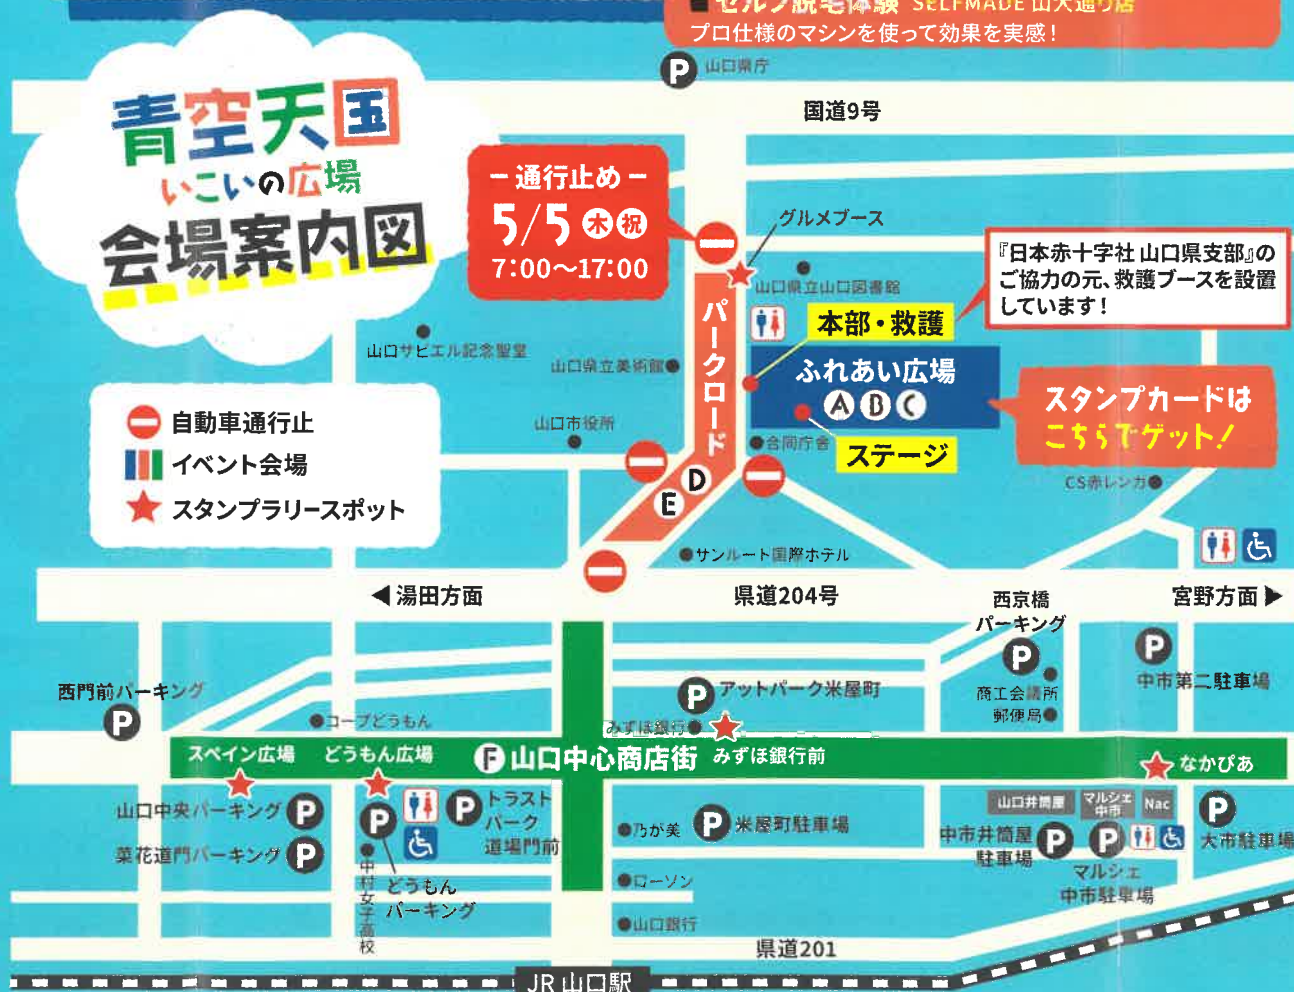 ■ セルフ脱毛体験 SELFMADE 山大通り店
プロ仕様のマシンを使って効果を実感！
P 山口県庁
国道9号
青空天国
いこいの広場
会場案内図
ー 通行止め ー
5/5 木 祝
7:00〜17:00
グルメブース
山口県立山口図書館
『日本赤十字社 山口県支部』の
ご協力の元、救護ブースを設置
しています！
本部・救護
山口サビエル記念聖堂
山口県立美術館
パークロード
ふれあい広場
A B C
スタンプカードは
こちらでゲット！
自動車通行止
イベント会場
スタンプラリースポット
山口市役所
合同庁舎
ステージ
CS赤レンガ
D
E
サンルート国際ホテル
◀湯田方面
県道204号
西京橋
パーキング
P
宮野方面▶
P
中市第二駐車場
商工会議所
郵便局
西門前パーキング
P
コープどうもん
P アットパーク米屋町
みずほ銀行
スペイン広場
どうもん広場
F 山口中心商店街
みずほ銀行前
なかぴあ
山口中央パーキング P
菜花道門パーキング P
P
どうもん
パーキング
中村女子高校
P トラスト
パーク
道場門前
乃が美
P 米屋町駐車場
ローソン
山口銀行
山口井筒屋
マルシェ
中市
Nac
中市井筒屋
駐車場
P
P
マルシェ
中市駐車場
P
大市駐車場
県道201
JR 山口駅